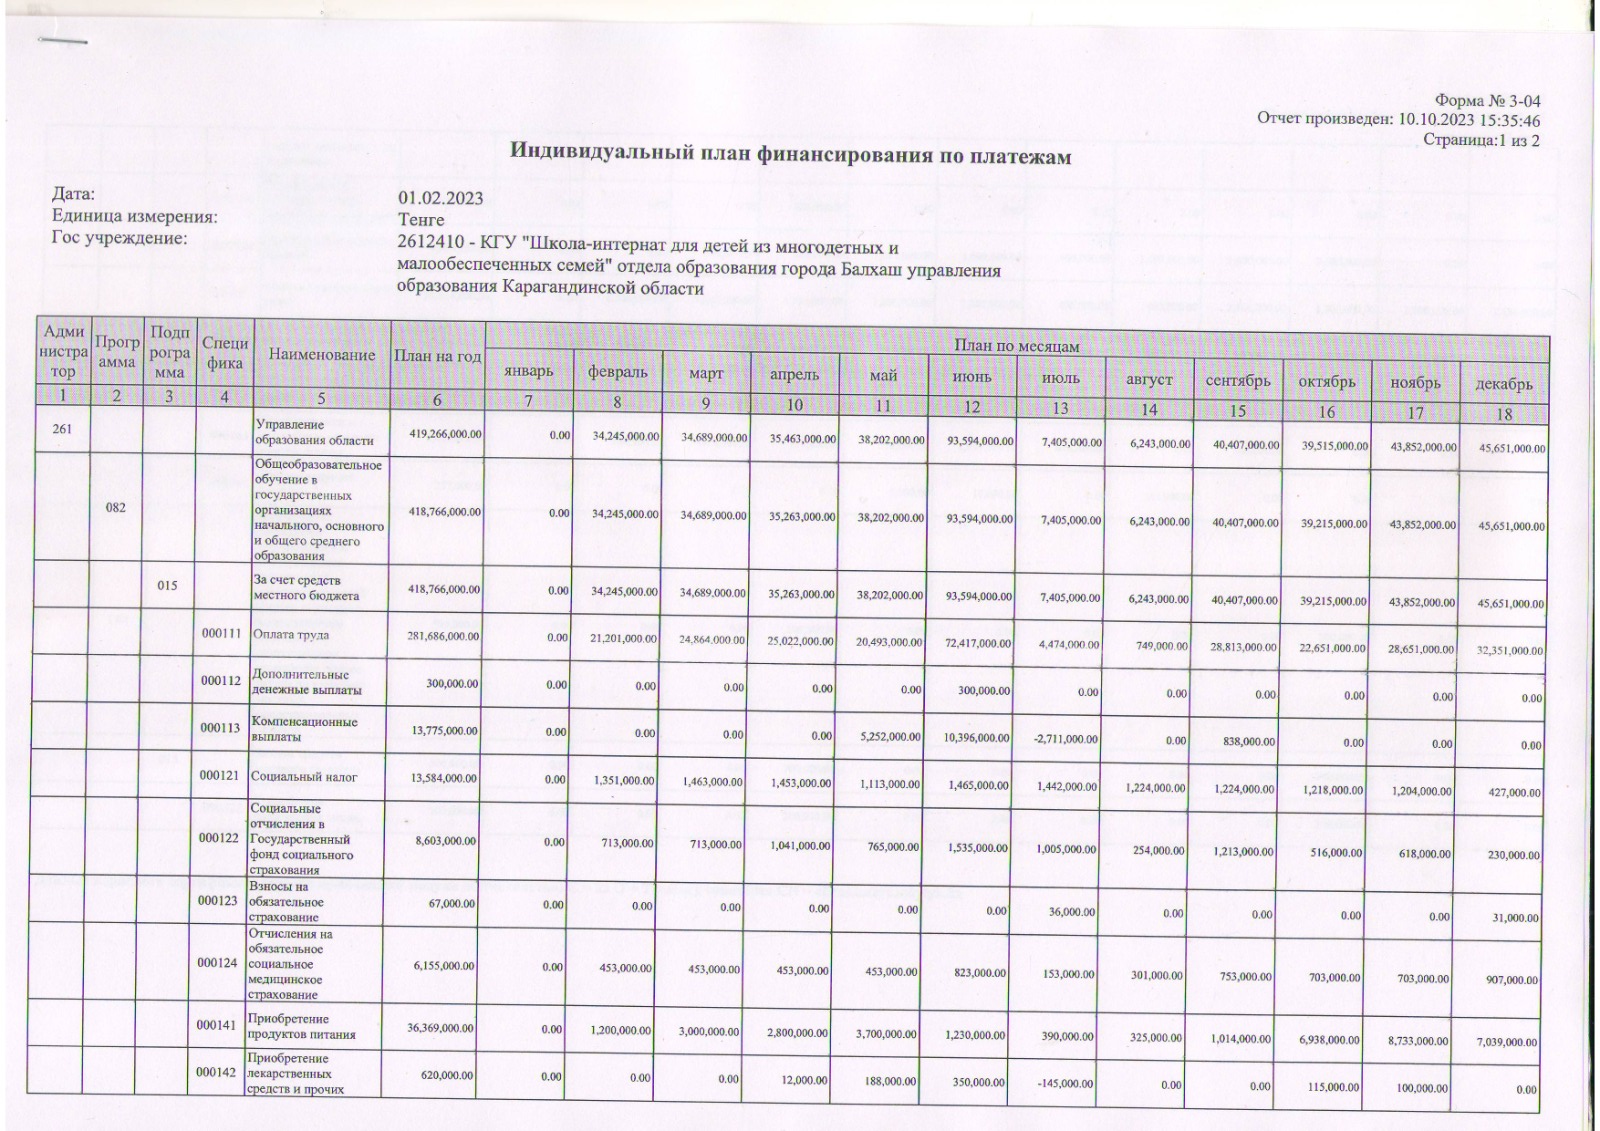 Форма № 3-04
Отчет произведен: 10.10.2023 15:35:46
Страница:1 из 2
Индивидуальный план финансирования по платежам
Дата: 01.02.2023
Единица измерения: Тенге
Гос учреждение: 2612410 - КГУ "Школа-интернат для детей из многодетных и
малообеспеченных семей" отдела образования города Балхаш управления
образования Карагандинской области
Адми
нистра
тор
Прогр
амма
Подп
рогра
мма
Специ
фика
Наименование
План на год
План по месяцам
январь февраль март апрель май июнь июль август сентябрь октябрь ноябрь декабрь
1 2 3 4 5 6 7 8 9 10 11 12 13 14 15 16 17 18
261
Управление
образования области
419,266,000.00 0.00 34,245,000.00 34,689,000.00 35,463,000.00 38,202,000.00 93,594,000.00 7,405,000.00 6,243,000.00 40,407,000.00 39,515,000.00 43,852,000.00 45,651,000.00
082
Общеобразовательное
обучение в
государственных
организациях
начального, основного
и общего среднего
образования
418,766,000.00 0.00 34,245,000.00 34,689,000.00 35,263,000.00 38,202,000.00 93,594,000.00 7,405,000.00 6,243,000.00 40,407,000.00 39,215,000.00 43,852,000.00 45,651,000.00
015
За счет средств
местного бюджета
418,766,000.00 0.00 34,245,000.00 34,689,000.00 35,263,000.00 38,202,000.00 93,594,000.00 7,405,000.00 6,243,000.00 40,407,000.00 39,215,000.00 43,852,000.00 45,651,000.00
000111 Оплата труда 281,686,000.00 0.00 21,201,000.00 24,864,000.00 25,022,000.00 20,493,000.00 72,417,000.00 4,474,000.00 749,000.00 28,813,000.00 22,651,000.00 28,651,000.00 32,351,000.00
000112
Дополнительные
денежные выплаты
300,000.00 0.00 0.00 0.00 0.00 0.00 300,000.00 0.00 0.00 0.00 0.00 0.00 0.00
000113
Компенсационные
выплаты
13,775,000.00 0.00 0.00 0.00 0.00 5,252,000.00 10,396,000.00 -2,711,000.00 0.00 838,000.00 0.00 0.00 0.00
000121 Социальный налог 13,584,000.00 0.00 1,351,000.00 1,463,000.00 1,453,000.00 1,113,000.00 1,465,000.00 1,442,000.00 1,224,000.00 1,224,000.00 1,218,000.00 1,204,000.00 427,000.00
000122
Социальные
отчисления в
Государственный
фонд социального
страхования
8,603,000.00 0.00 713,000.00 713,000.00 1,041,000.00 765,000.00 1,535,000.00 1,005,000.00 254,000.00 1,213,000.00 516,000.00 618,000.00 230,000.00
000123
Взносы на
обязательное
страхование
67,000.00 0.00 0.00 0.00 0.00 0.00 0.00 36,000.00 0.00 0.00 0.00 0.00 31,000.00
000124
Отчисления на
обязательное
социальное
медицинское
страхование
6,155,000.00 0.00 453,000.00 453,000.00 453,000.00 453,000.00 823,000.00 153,000.00 301,000.00 753,000.00 703,000.00 703,000.00 907,000.00
000141
Приобретение
продуктов питания
36,369,000.00 0.00 1,200,000.00 3,000,000.00 2,800,000.00 3,700,000.00 1,230,000.00 390,000.00 325,000.00 1,014,000.00 6,938,000.00 8,733,000.00 7,039,000.00
000142
Приобретение
лекарственных
средств и прочих
620,000.00 0.00 0.00 0.00 12,000.00 188,000.00 350,000.00 -145,000.00 0.00 0.00 115,000.00 100,000.00 0.00